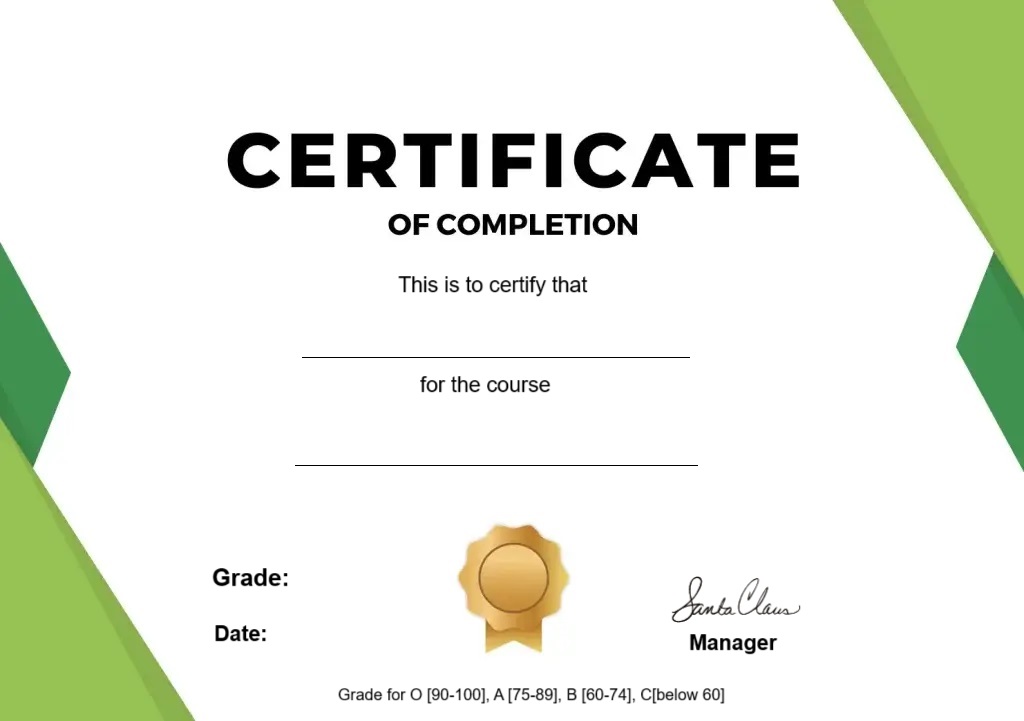 CERTIFICATE
OF COMPLETION
This is to certify that
for the course
Grade:
Date:
Santa Claus
Manager
Grade for O [90-100], A [75-89], B [60-74], C[below 60]